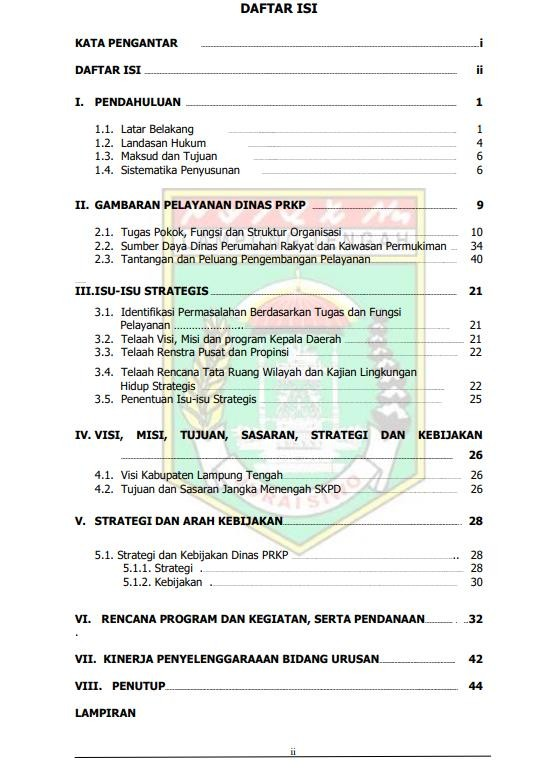 DAFTAR ISI
KATA PENGANTAR i
DAFTAR ISI ii
I. PENDAHULUAN 1
1.1. Latar Belakang 1
1.2. Landasan Hukum 4
1.3. Maksud dan Tujuan 6
1.4. Sistematika Penyusunan 6
II. GAMBARAN PELAYANAN DINAS PRKP 9
2.1. Tugas Pokok, Fungsi dan Struktur Organisasi 10
2.2. Sumber Daya Dinas Perumahan Rakyat dan Kawasan Permukiman ... 34
2.3. Tantangan dan Peluang Pengembangan Pelayanan 40
LAMPUNG TENGAH
III.ISU-ISU STRATEGIS 21
3.1. Identifikasi Permasalahan Berdasarkan Tugas dan Fungsi
Pelayanan ..................... 21
3.2. Telaah Visi, Misi dan program Kepala Daerah 21
3.3. Telaah Renstra Pusat dan Propinsi 22
3.4. Telaah Rencana Tata Ruang Wilayah dan Kajian Lingkungan
Hidup Strategis 22
3.5. Penentuan Isu-isu Strategis 25
IV. VISI, MISI, TUJUAN, SASARAN, STRATEGI DAN KEBIJAKAN
26
4.1. Visi Kabupaten Lampung Tengah 26
4.2. Tujuan dan Sasaran Jangka Menengah SKPD 26
V. STRATEGI DAN ARAH KEBIJAKAN 28
5.1. Strategi dan Kebijakan Dinas PRKP .. 28
5.1.1. Strategi . 28
5.1.2. Kebijakan . 30
VI. RENCANA PROGRAM DAN KEGIATAN, SERTA PENDANAAN 32
.
VII. KINERJA PENYELENGGARAAAN BIDANG URUSAN 42
VIII. PENUTUP 44
LAMPIRAN
ii